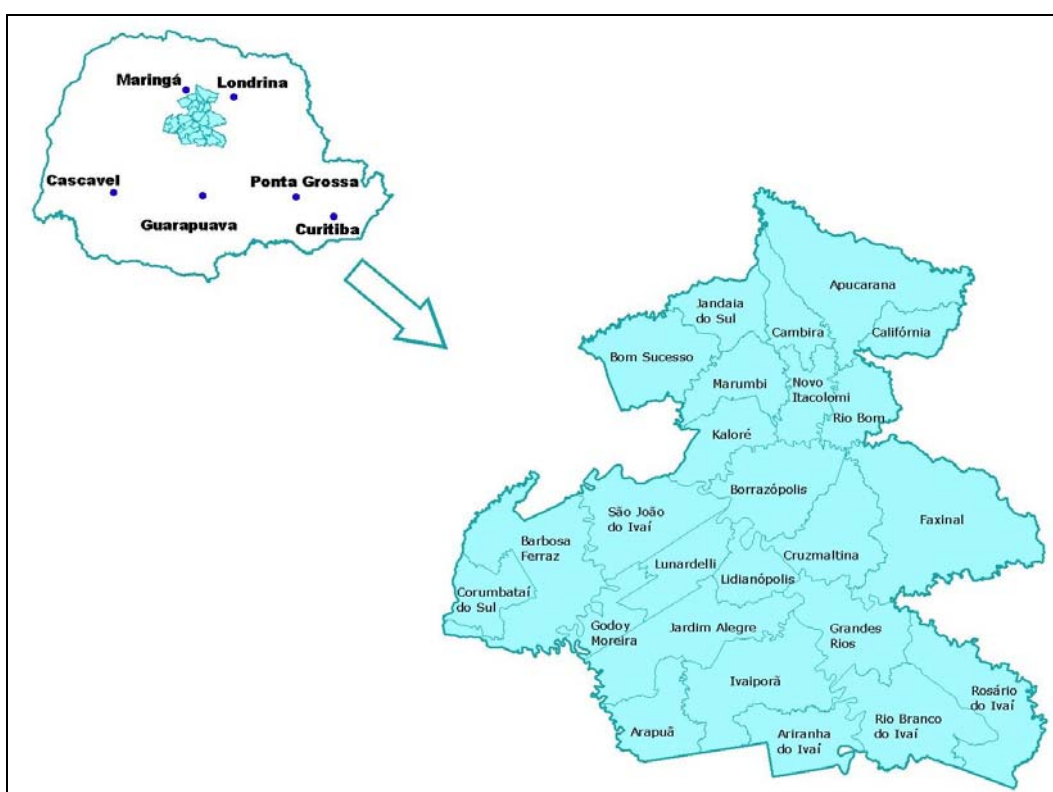 Maringá
Londrina
Cascavel
Ponta Grossa
Guarapuava
Curitiba
Apucarana
Jandaia
do Sul
Cambira
Califórnia
Bom Sucesso
Marumbi
Novo
Itacolomi
Rio Bom
Kaloré
Borrazópolis
São João
do Ivaí
Faxinal
Barbosa
Ferraz
Cruzmaltina
Lunardelli
Lidianópolis
Corumbataí
do Sul
Godoy
Moreira
Jardim Alegre
Grandes
Rios
Ivaiporã
Rosário
do Ivaí
Rio Branco
do Ivaí
Arapuã
Ariranha
do Ivaí